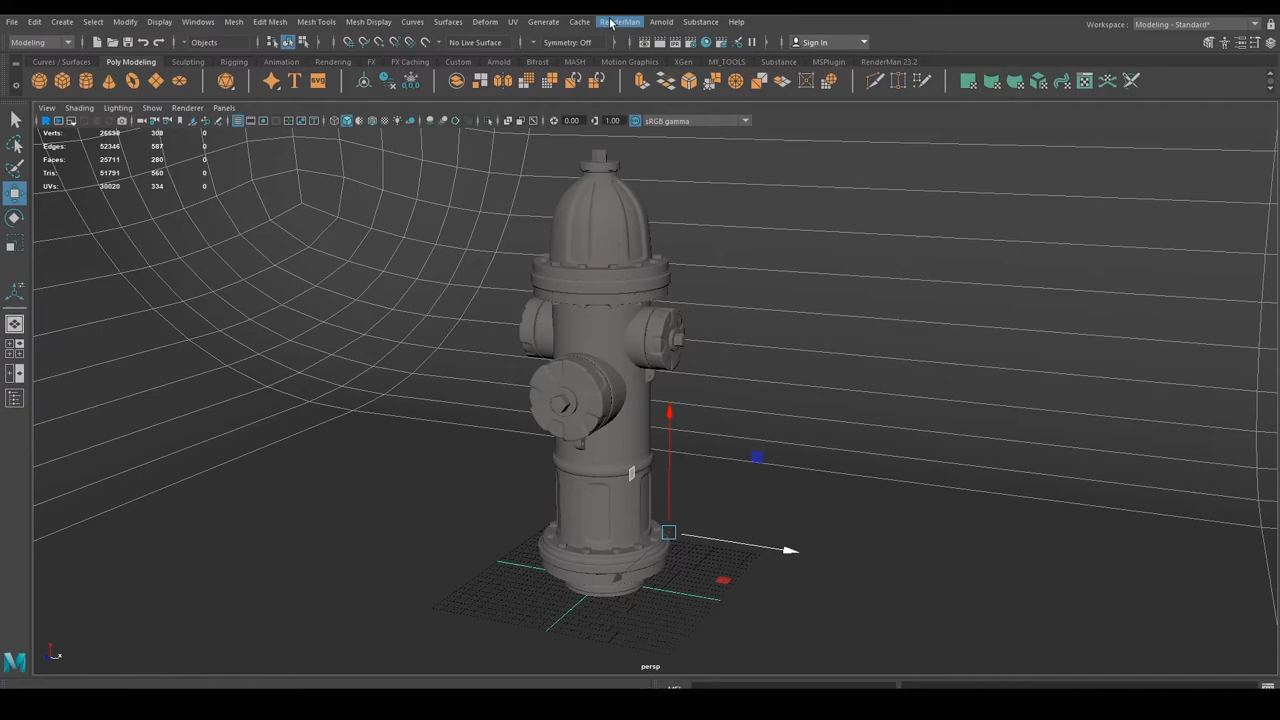 File Edit Create Select Modify Display Windows Mesh Edit Mesh Mesh Tools Mesh Display Curves Surfaces Deform UV Generate Cache RenderMan Arnold Substance Help
Workspace : Modeling - Standard*
Modeling Objects No Live Surface Symmetry: Off Sign In
Curves / Surfaces Poly Modeling Sculpting Rigging Animation Rendering FX FX Caching Custom Arnold Bifrost MASH Motion Graphics XGen MY_TOOLS Substance MSPlugin RenderMan 23.2
T SVG
View Shading Lighting Show Renderer Panels
0.00 1.00 sRGB gamma
Verts: 26698 308 0
Edges: 52346 587 0
Faces: 25711 280 0
Tris: 51791 560 0
UVs: 30020 334 0
persp